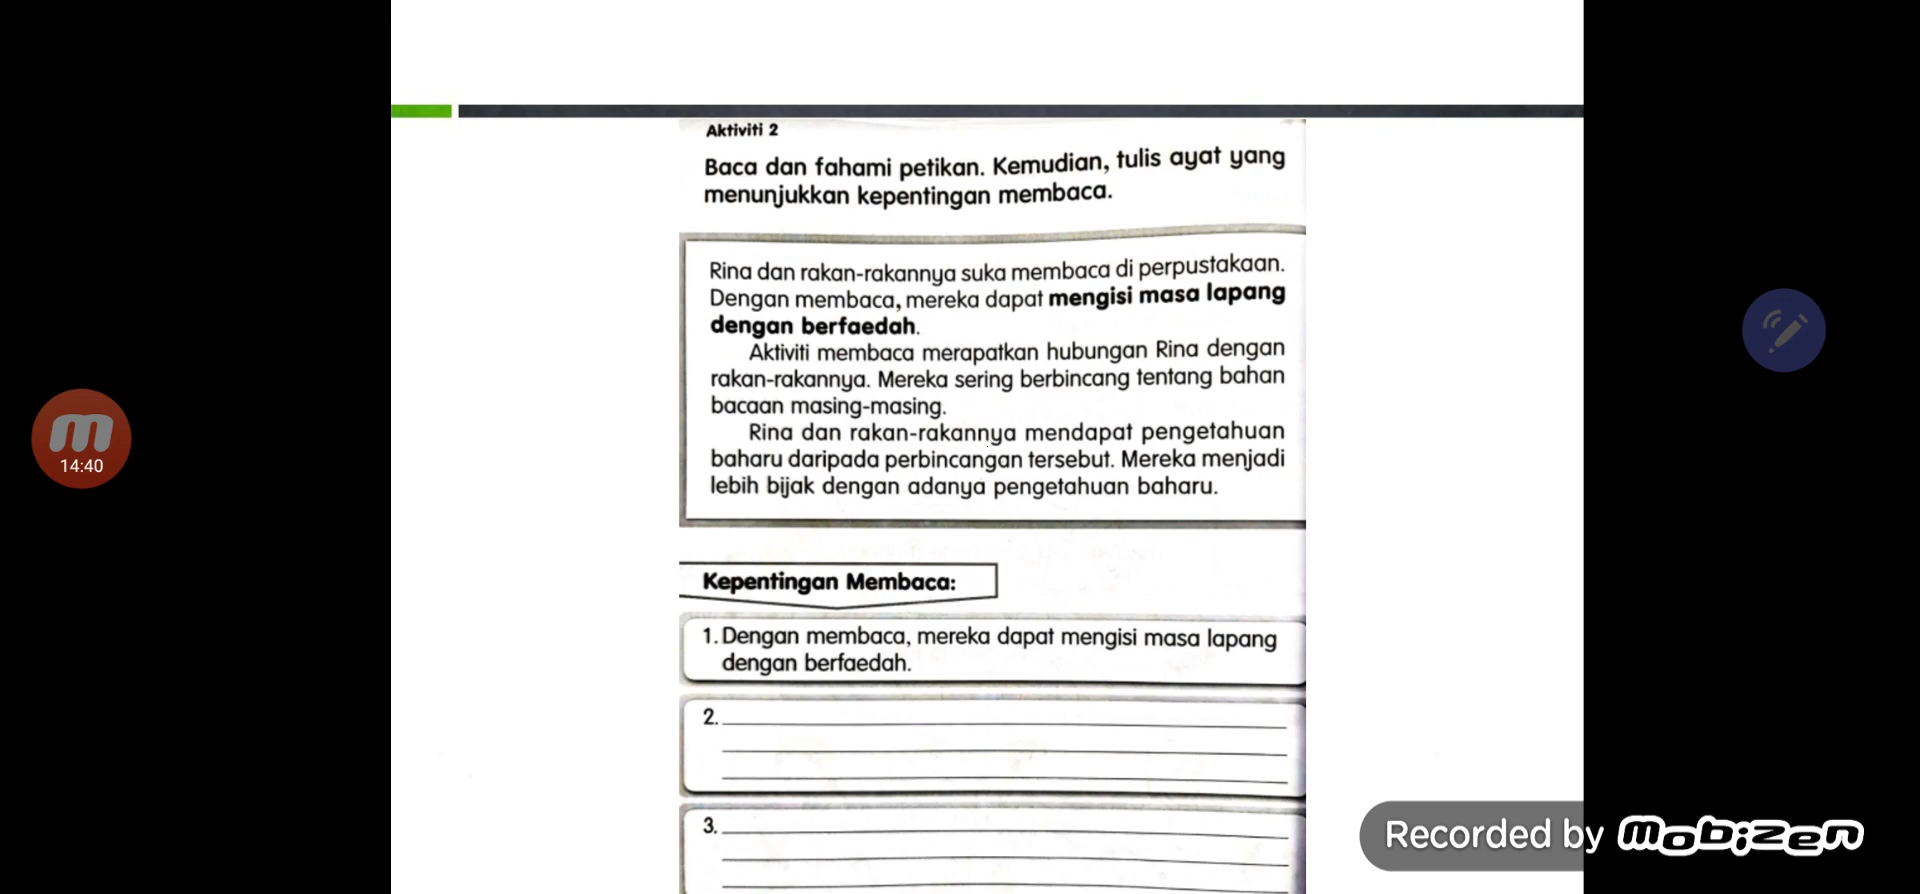 Aktiviti 2
Baca dan fahami petikan. Kemudian, tulis ayat yang
menunjukkan kepentingan membaca.
Rina dan rakan-rakannya suka membaca di perpustakaan.
Dengan membaca, mereka dapat mengisi masa lapang
dengan berfaedah.
Aktiviti membaca merapatkan hubungan Rina dengan
rakan-rakannya. Mereka sering berbincang tentang bahan
bacaan masing-masing.
Rina dan rakan-rakannya mendapat pengetahuan
baharu daripada perbincangan tersebut. Mereka menjadi
lebih bijak dengan adanya pengetahuan baharu.
m
14:40
Kepentingan Membaca:
1. Dengan membaca, mereka dapat mengisi masa lapang
dengan berfaedah.
2.
3.
Recorded by mobizen